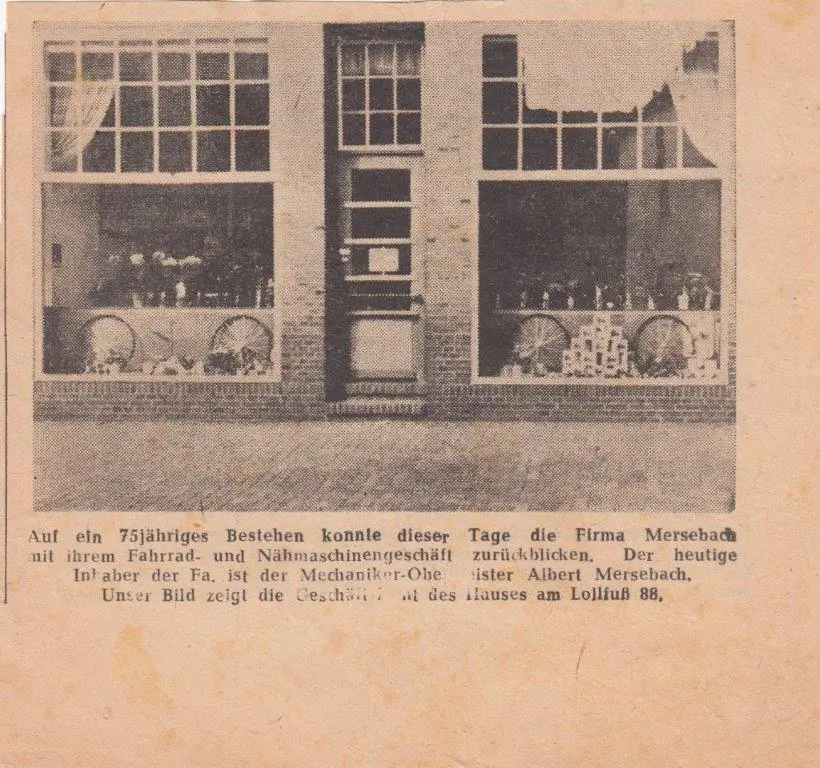 Auf ein 75jähriges Bestehen konnte dieser Tage die Firma Mersebach
mit ihrem Fahrrad- und Nähmaschinengeschäft zurückblicken. Der heutige
Inhaber der Fa. ist der Mechaniker-Obe eister Albert Mersebach.
Unser Bild zeigt die des Hauses am Lollfuß 88.